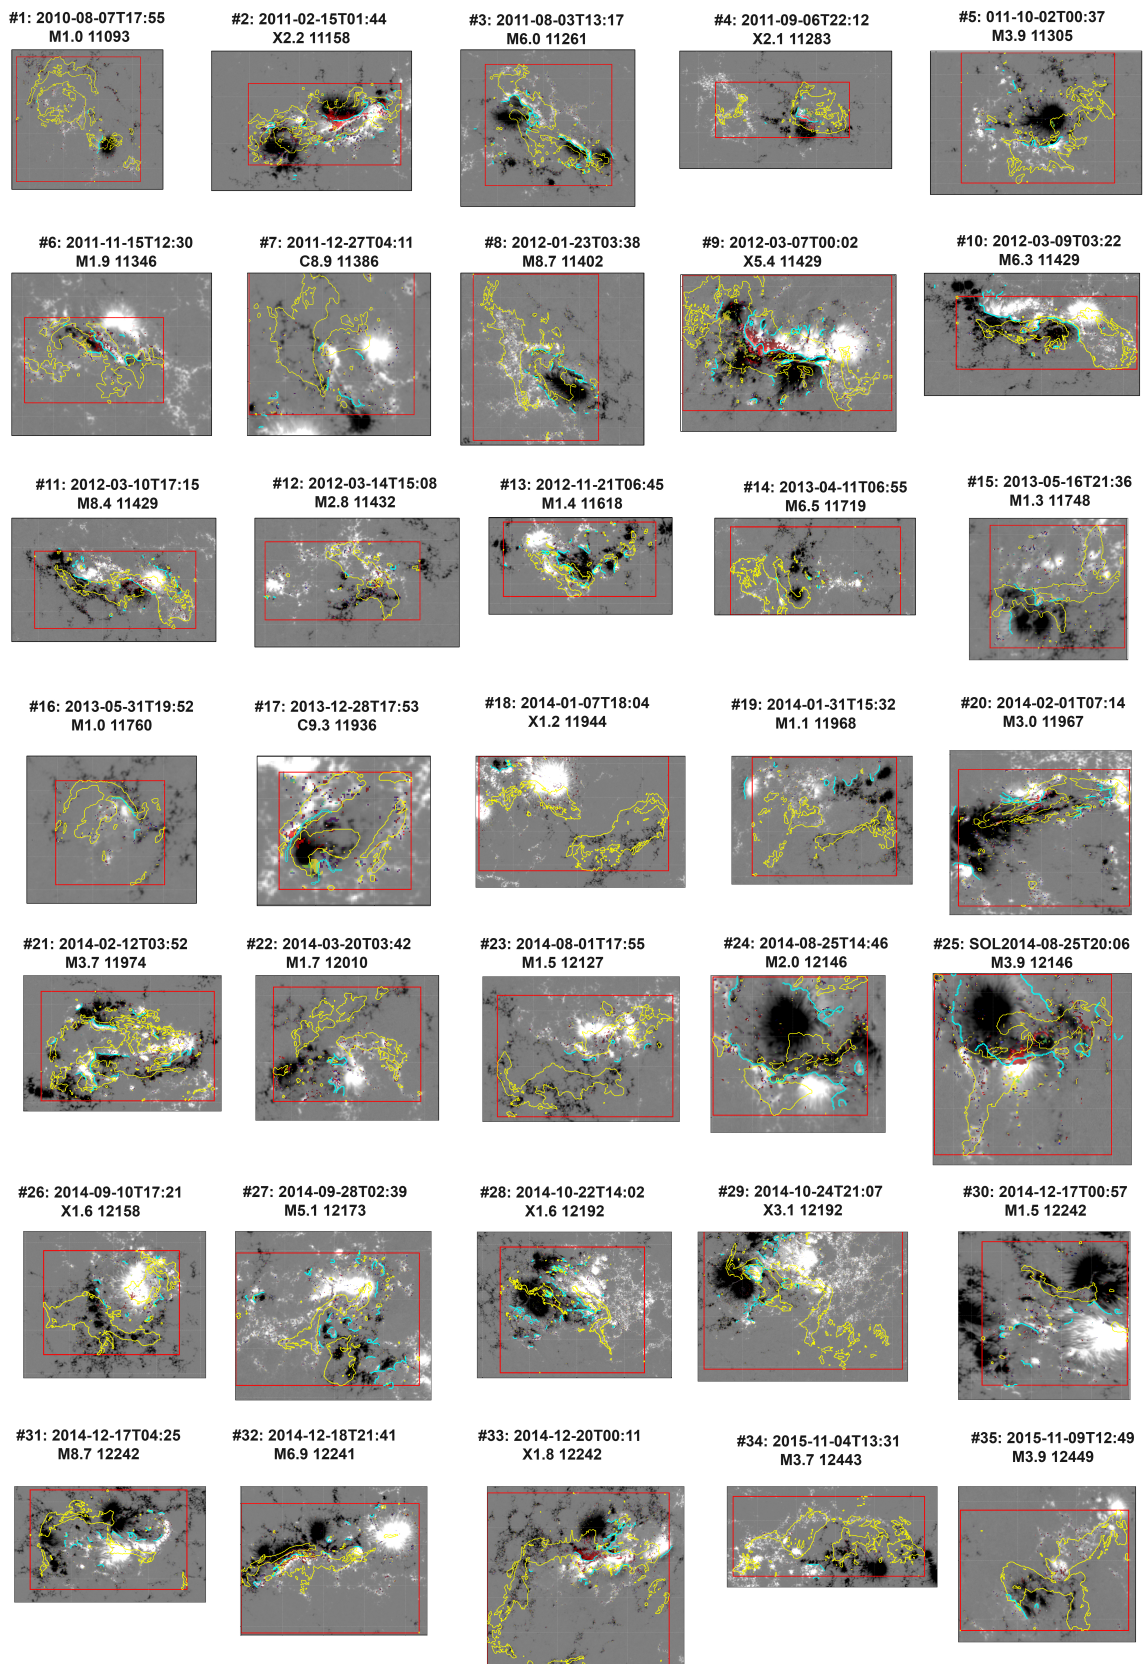 #1: 2010-08-07T17:55
M1.0 11093
#2: 2011-02-15T01:44
X2.2 11158
#3: 2011-08-03T13:17
M6.0 11261
#4: 2011-09-06T22:12
X2.1 11283
#5: 011-10-02T00:37
M3.9 11305
#6: 2011-11-15T12:30
M1.9 11346
#7: 2011-12-27T04:11
C8.9 11386
#8: 2012-01-23T03:38
M8.7 11402
#9: 2012-03-07T00:02
X5.4 11429
#10: 2012-03-09T03:22
M6.3 11429
#11: 2012-03-10T17:15
M8.4 11429
#12: 2012-03-14T15:08
M2.8 11432
#13: 2012-11-21T06:45
M1.4 11618
#14: 2013-04-11T06:55
M6.5 11719
#15: 2013-05-16T21:36
M1.3 11748
#16: 2013-05-31T19:52
M1.0 11760
#17: 2013-12-28T17:53
C9.3 11936
#18: 2014-01-07T18:04
X1.2 11944
#19: 2014-01-31T15:32
M1.1 11968
#20: 2014-02-01T07:14
M3.0 11967
#21: 2014-02-12T03:52
M3.7 11974
#22: 2014-03-20T03:42
M1.7 12010
#23: 2014-08-01T17:55
M1.5 12127
#24: 2014-08-25T14:46
M2.0 12146
#25: SOL2014-08-25T20:06
M3.9 12146
#26: 2014-09-10T17:21
X1.6 12158
#27: 2014-09-28T02:39
M5.1 12173
#28: 2014-10-22T14:02
X1.6 12192
#29: 2014-10-24T21:07
X3.1 12192
#30: 2014-12-17T00:57
M1.5 12242
#31: 2014-12-17T04:25
M8.7 12242
#32: 2014-12-18T21:41
M6.9 12241
#33: 2014-12-20T00:11
X1.8 12242
#34: 2015-11-04T13:31
M3.7 12443
#35: 2015-11-09T12:49
M3.9 12449